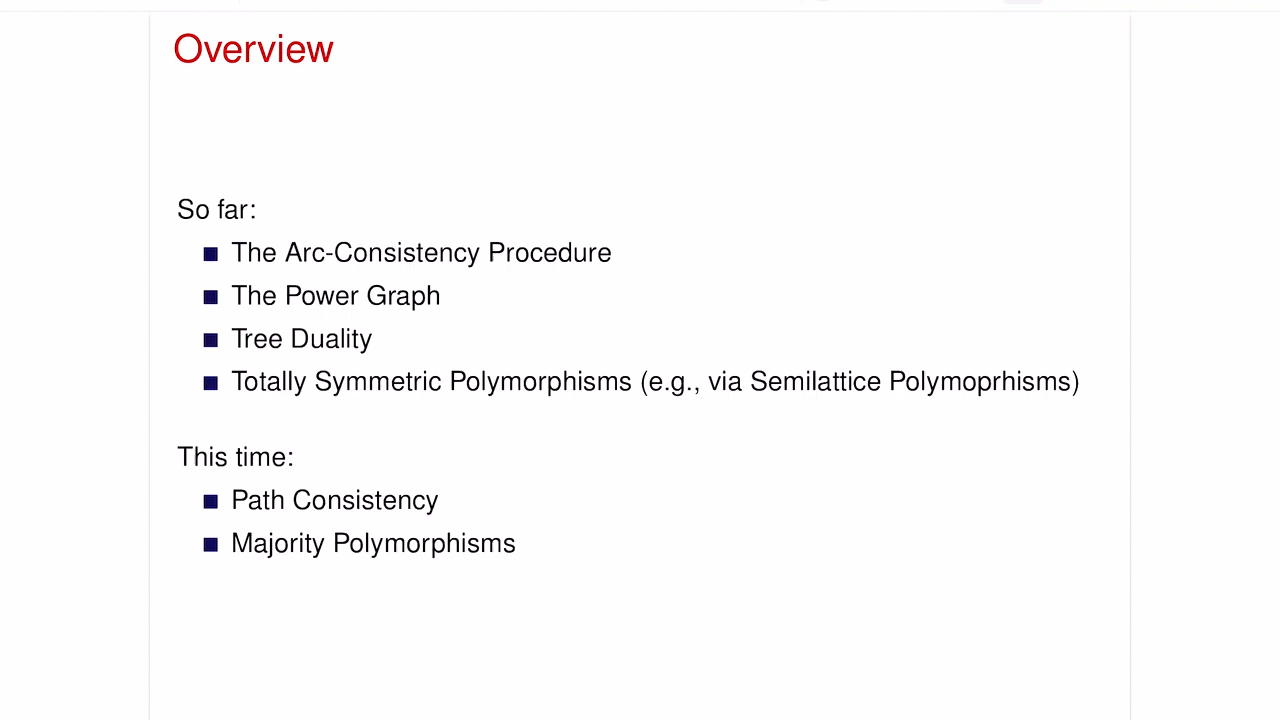 Overview
So far:
The Arc-Consistency Procedure
The Power Graph
Tree Duality
Totally Symmetric Polymorphisms (e.g., via Semilattice Polymoprhisms)
This time:
Path Consistency
Majority Polymorphisms